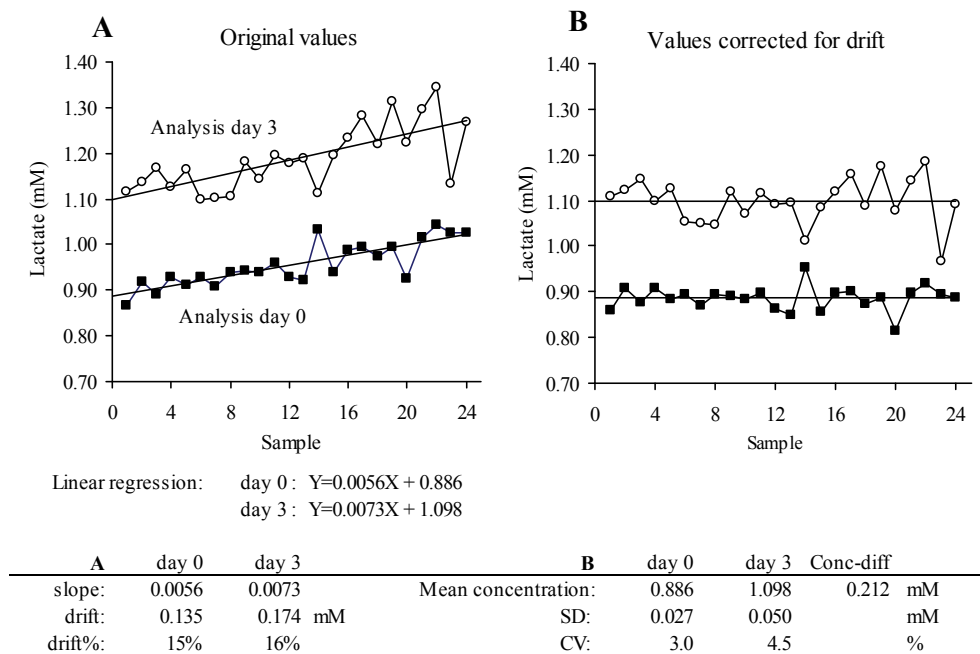 A
Original values
1.40
1.30
1.20
1.10
1.00
0.90
0.80
0.70
Lactate (mM)
Analysis day 3
Analysis day 0
0 4 8 12 16 20 24
Sample
B
Values corrected for drift
1.40
1.30
1.20
1.10
1.00
0.90
0.80
0.70
Lactate (mM)
0 4 8 12 16 20 24
Sample
Linear regression: day 0 : Y=0.0056X + 0.886
day 3 : Y=0.0073X + 1.098
A day 0 day 3
slope: 0.0056 0.0073
drift: 0.135 0.174 mM
drift%: 15% 16%
B day 0 day 3 Conc-diff
Mean concentration: 0.886 1.098 0.212 mM
SD: 0.027 0.050 mM
CV: 3.0 4.5 %